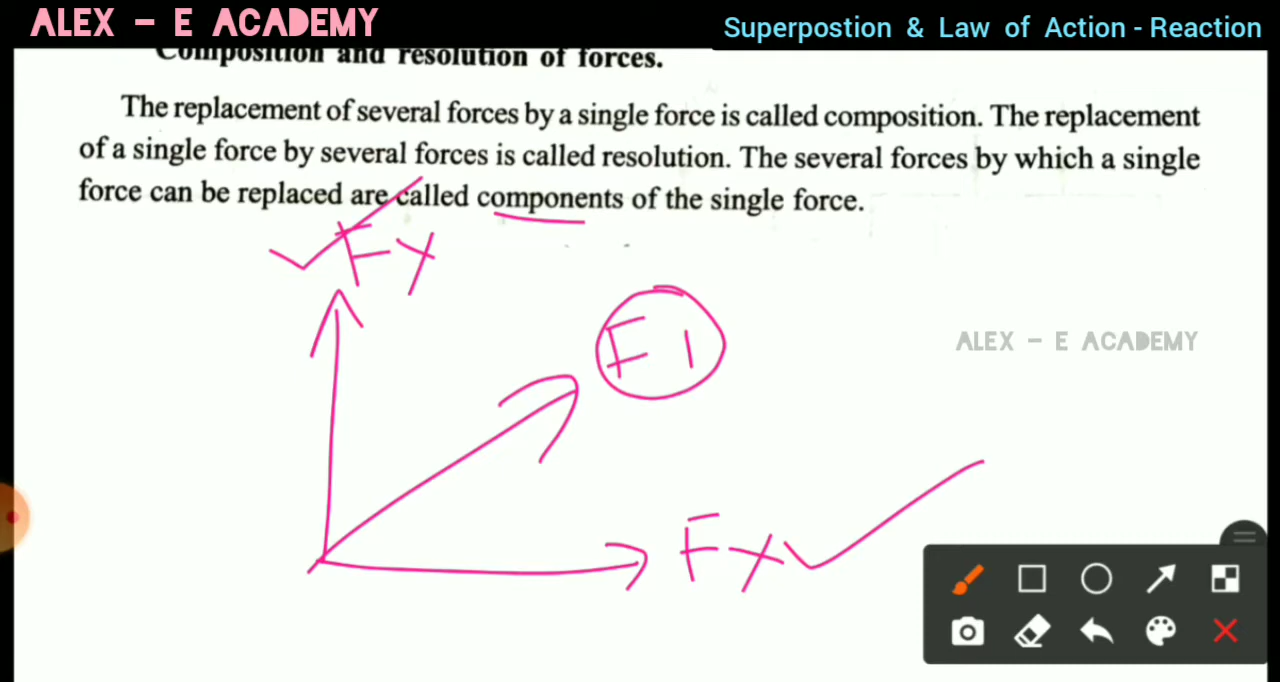 ALEX - E ACADEMY
Superpostion & Law of Action - Reaction
Composition and resolution of forces.
The replacement of several forces by a single force is called composition. The replacement
of a single force by several forces is called resolution. The several forces by which a single
force can be replaced are called components of the single force.
Fy
F1
ALEX - E ACADEMY
Fx